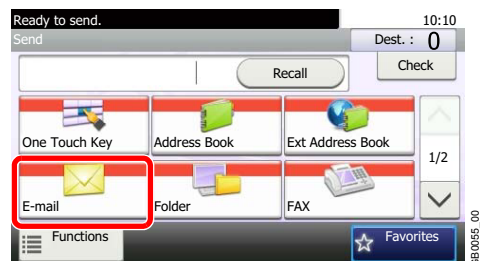 Ready to send. 10:10
Send Dest. : 0
Recall Check
One Touch Key Address Book Ext Address Book
1/2
E-mail Folder FAX
Functions Favorites